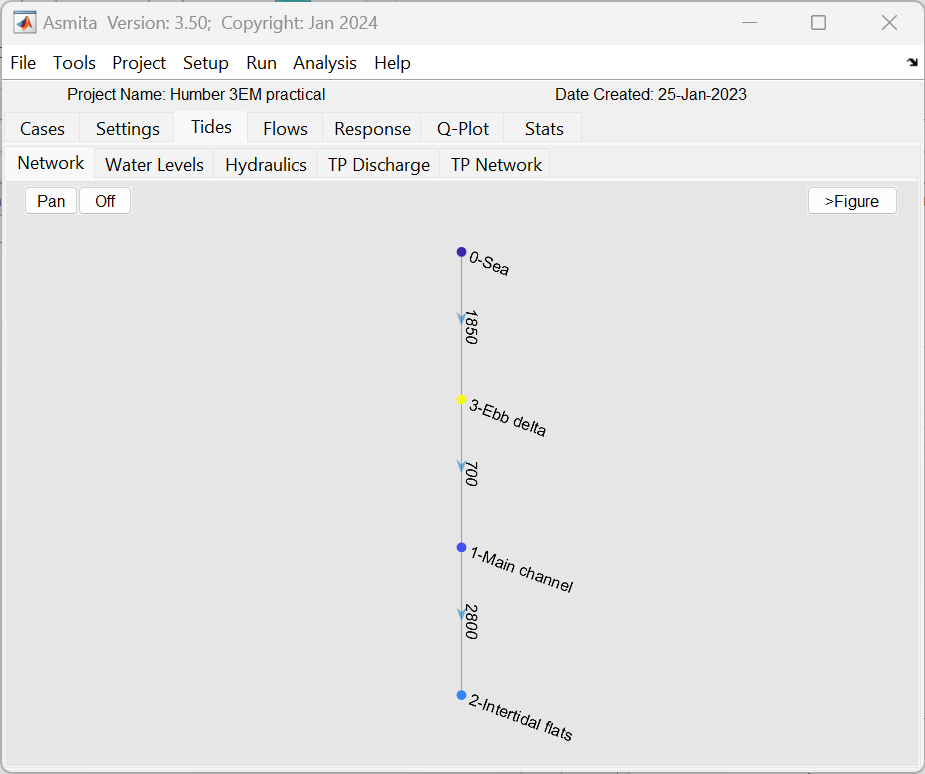 Asmita Version: 3.50; Copyright: Jan 2024
File Tools Project Setup Run Analysis Help
Project Name: Humber 3EM practical Date Created: 25-Jan-2023
Cases Settings Tides Flows Response Q-Plot Stats
Network Water Levels Hydraulics TP Discharge TP Network
Pan Off >Figure
0-Sea
1850
3-Ebb delta
700
1-Main channel
2800
2-Intertidal flats